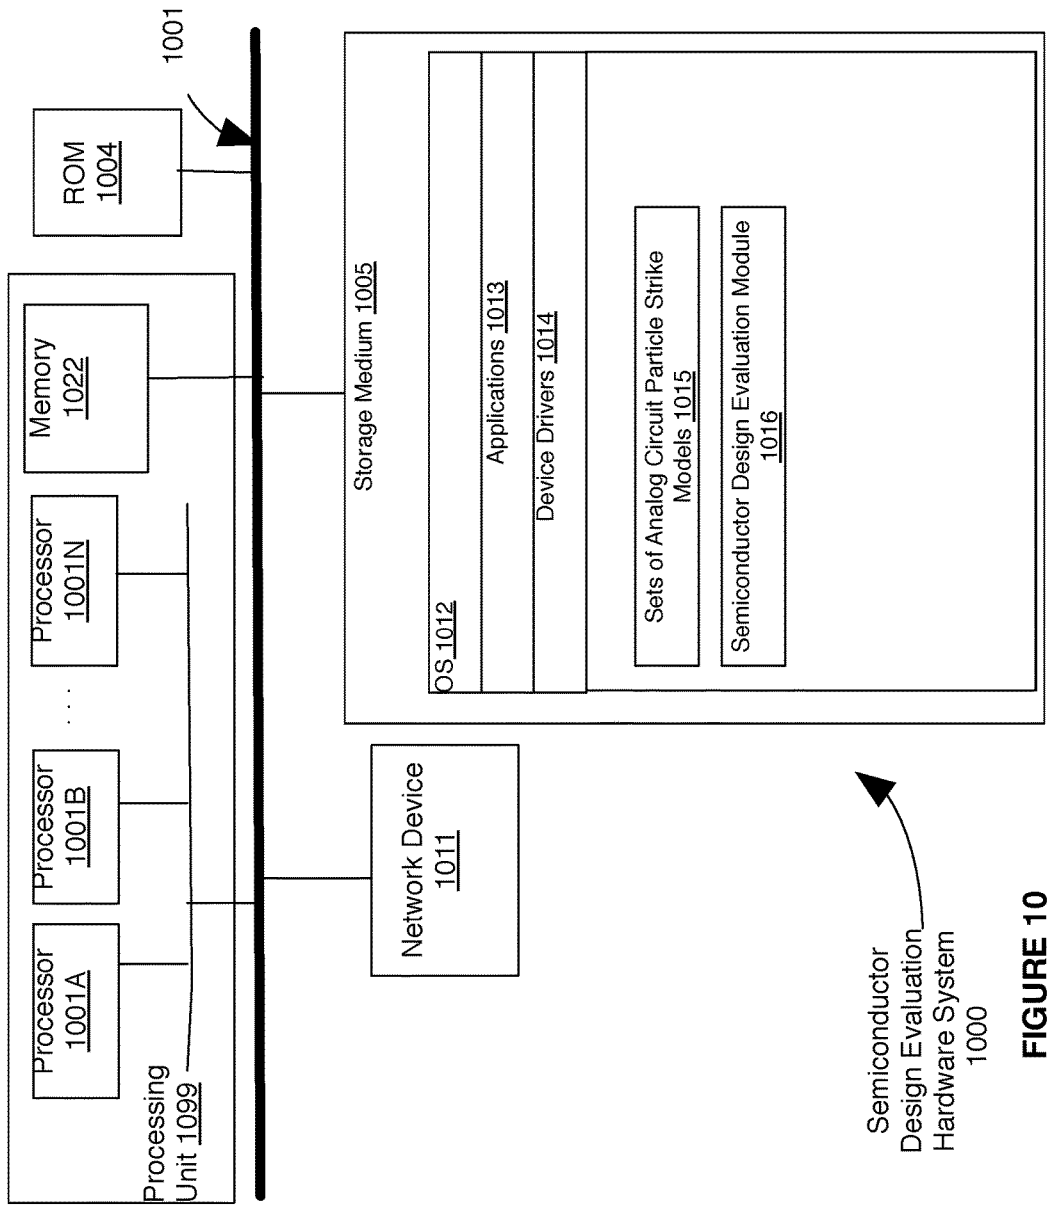 Processor
1001A
Processor
1001B
. . .
Processor
1001N
Memory
1022
Processing
Unit 1099
ROM
1004
1001
Network Device
1011
Storage Medium 1005
OS 1012
Applications 1013
Device Drivers 1014
Sets of Analog Circuit Particle Strike
Models 1015
Semiconductor Design Evaluation Module
1016
Semiconductor
Design Evaluation
Hardware System
1000
FIGURE 10